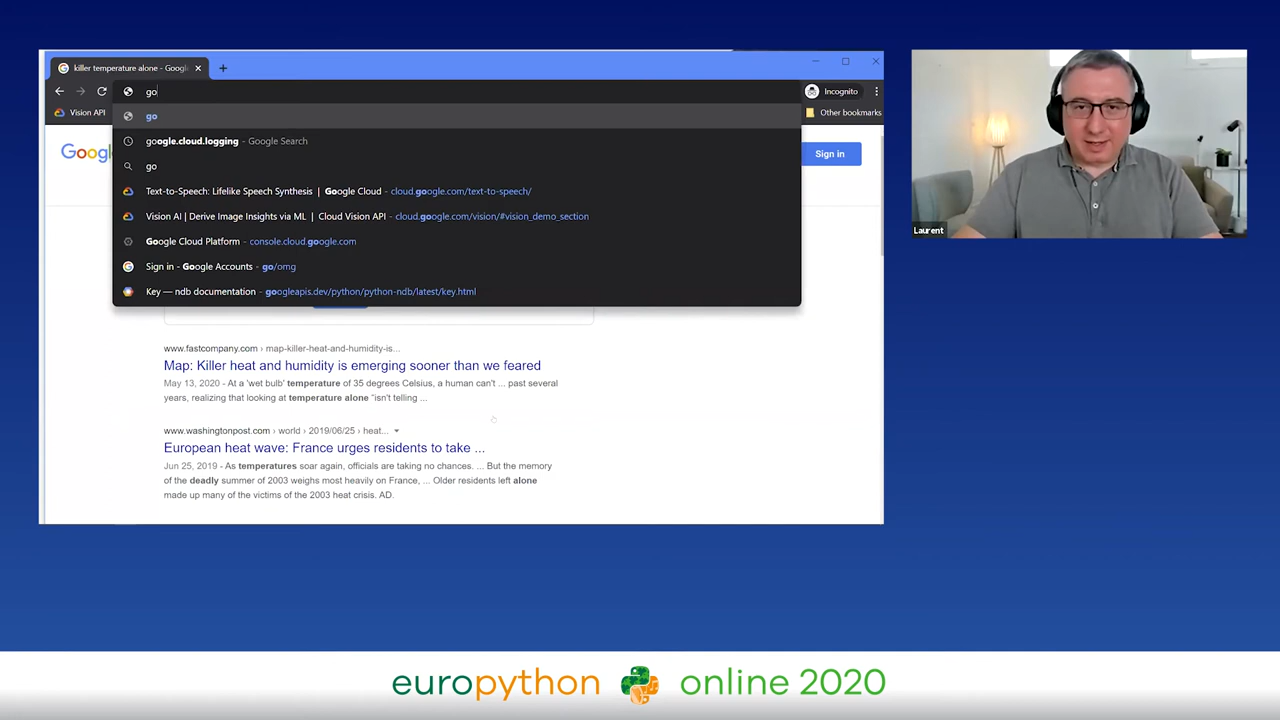 killer temperature alone - Googl
go
Incognito
Vision API
Other bookmarks
go
google.cloud.logging - Google Search
go
Text-to-Speech: Lifelike Speech Synthesis | Google Cloud - cloud.google.com/text-to-speech/
Vision AI | Derive Image Insights via ML | Cloud Vision API - cloud.google.com/vision/#vision_demo_section
Google Cloud Platform - console.cloud.google.com
Sign in - Google Accounts - go/omg
Key — ndb documentation - googleapis.dev/python/python-ndb/latest/key.html
Googl
Sign in
www.fastcompany.com › map-killer-heat-and-humidity-is...
Map: Killer heat and humidity is emerging sooner than we feared
May 13, 2020 - At a 'wet bulb' temperature of 35 degrees Celsius, a human can't ... past several
years, realizing that looking at temperature alone “isn't telling ...
www.washingtonpost.com › world › 2019/06/25 › heat...
European heat wave: France urges residents to take ...
Jun 25, 2019 - As temperatures soar again, officials are taking no chances. ... But the memory
of the deadly summer of 2003 weighs most heavily on France, ... Older residents left alone
made up many of the victims of the 2003 heat crisis. AD.
Laurent
europython online 2020